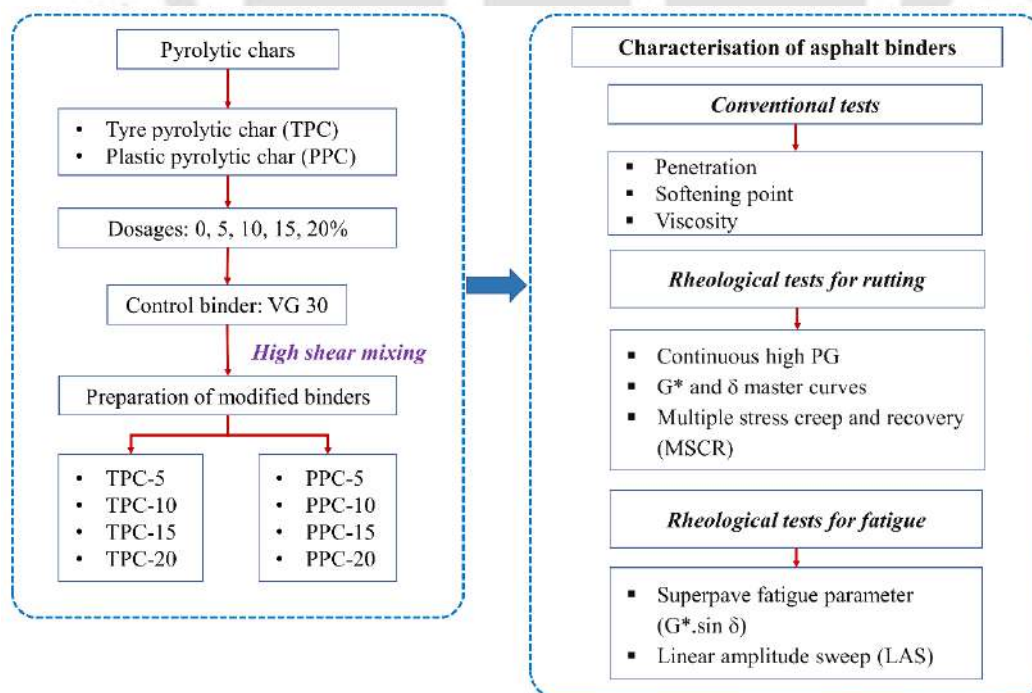 Pyrolytic chars
• Tyre pyrolytic char (TPC)
• Plastic pyrolytic char (PPC)
Dosages: 0, 5, 10, 15, 20%
Control binder: VG 30
High shear mixing
Preparation of modified binders
• TPC-5
• TPC-10
• TPC-15
• TPC-20
• PPC-5
• PPC-10
• PPC-15
• PPC-20
Characterisation of asphalt binders
Conventional tests
▪ Penetration
▪ Softening point
▪ Viscosity
Rheological tests for rutting
▪ Continuous high PG
▪ G* and δ master curves
▪ Multiple stress creep and recovery
(MSCR)
Rheological tests for fatigue
▪ Superpave fatigue parameter
(G*.sin δ)
▪ Linear amplitude sweep (LAS)